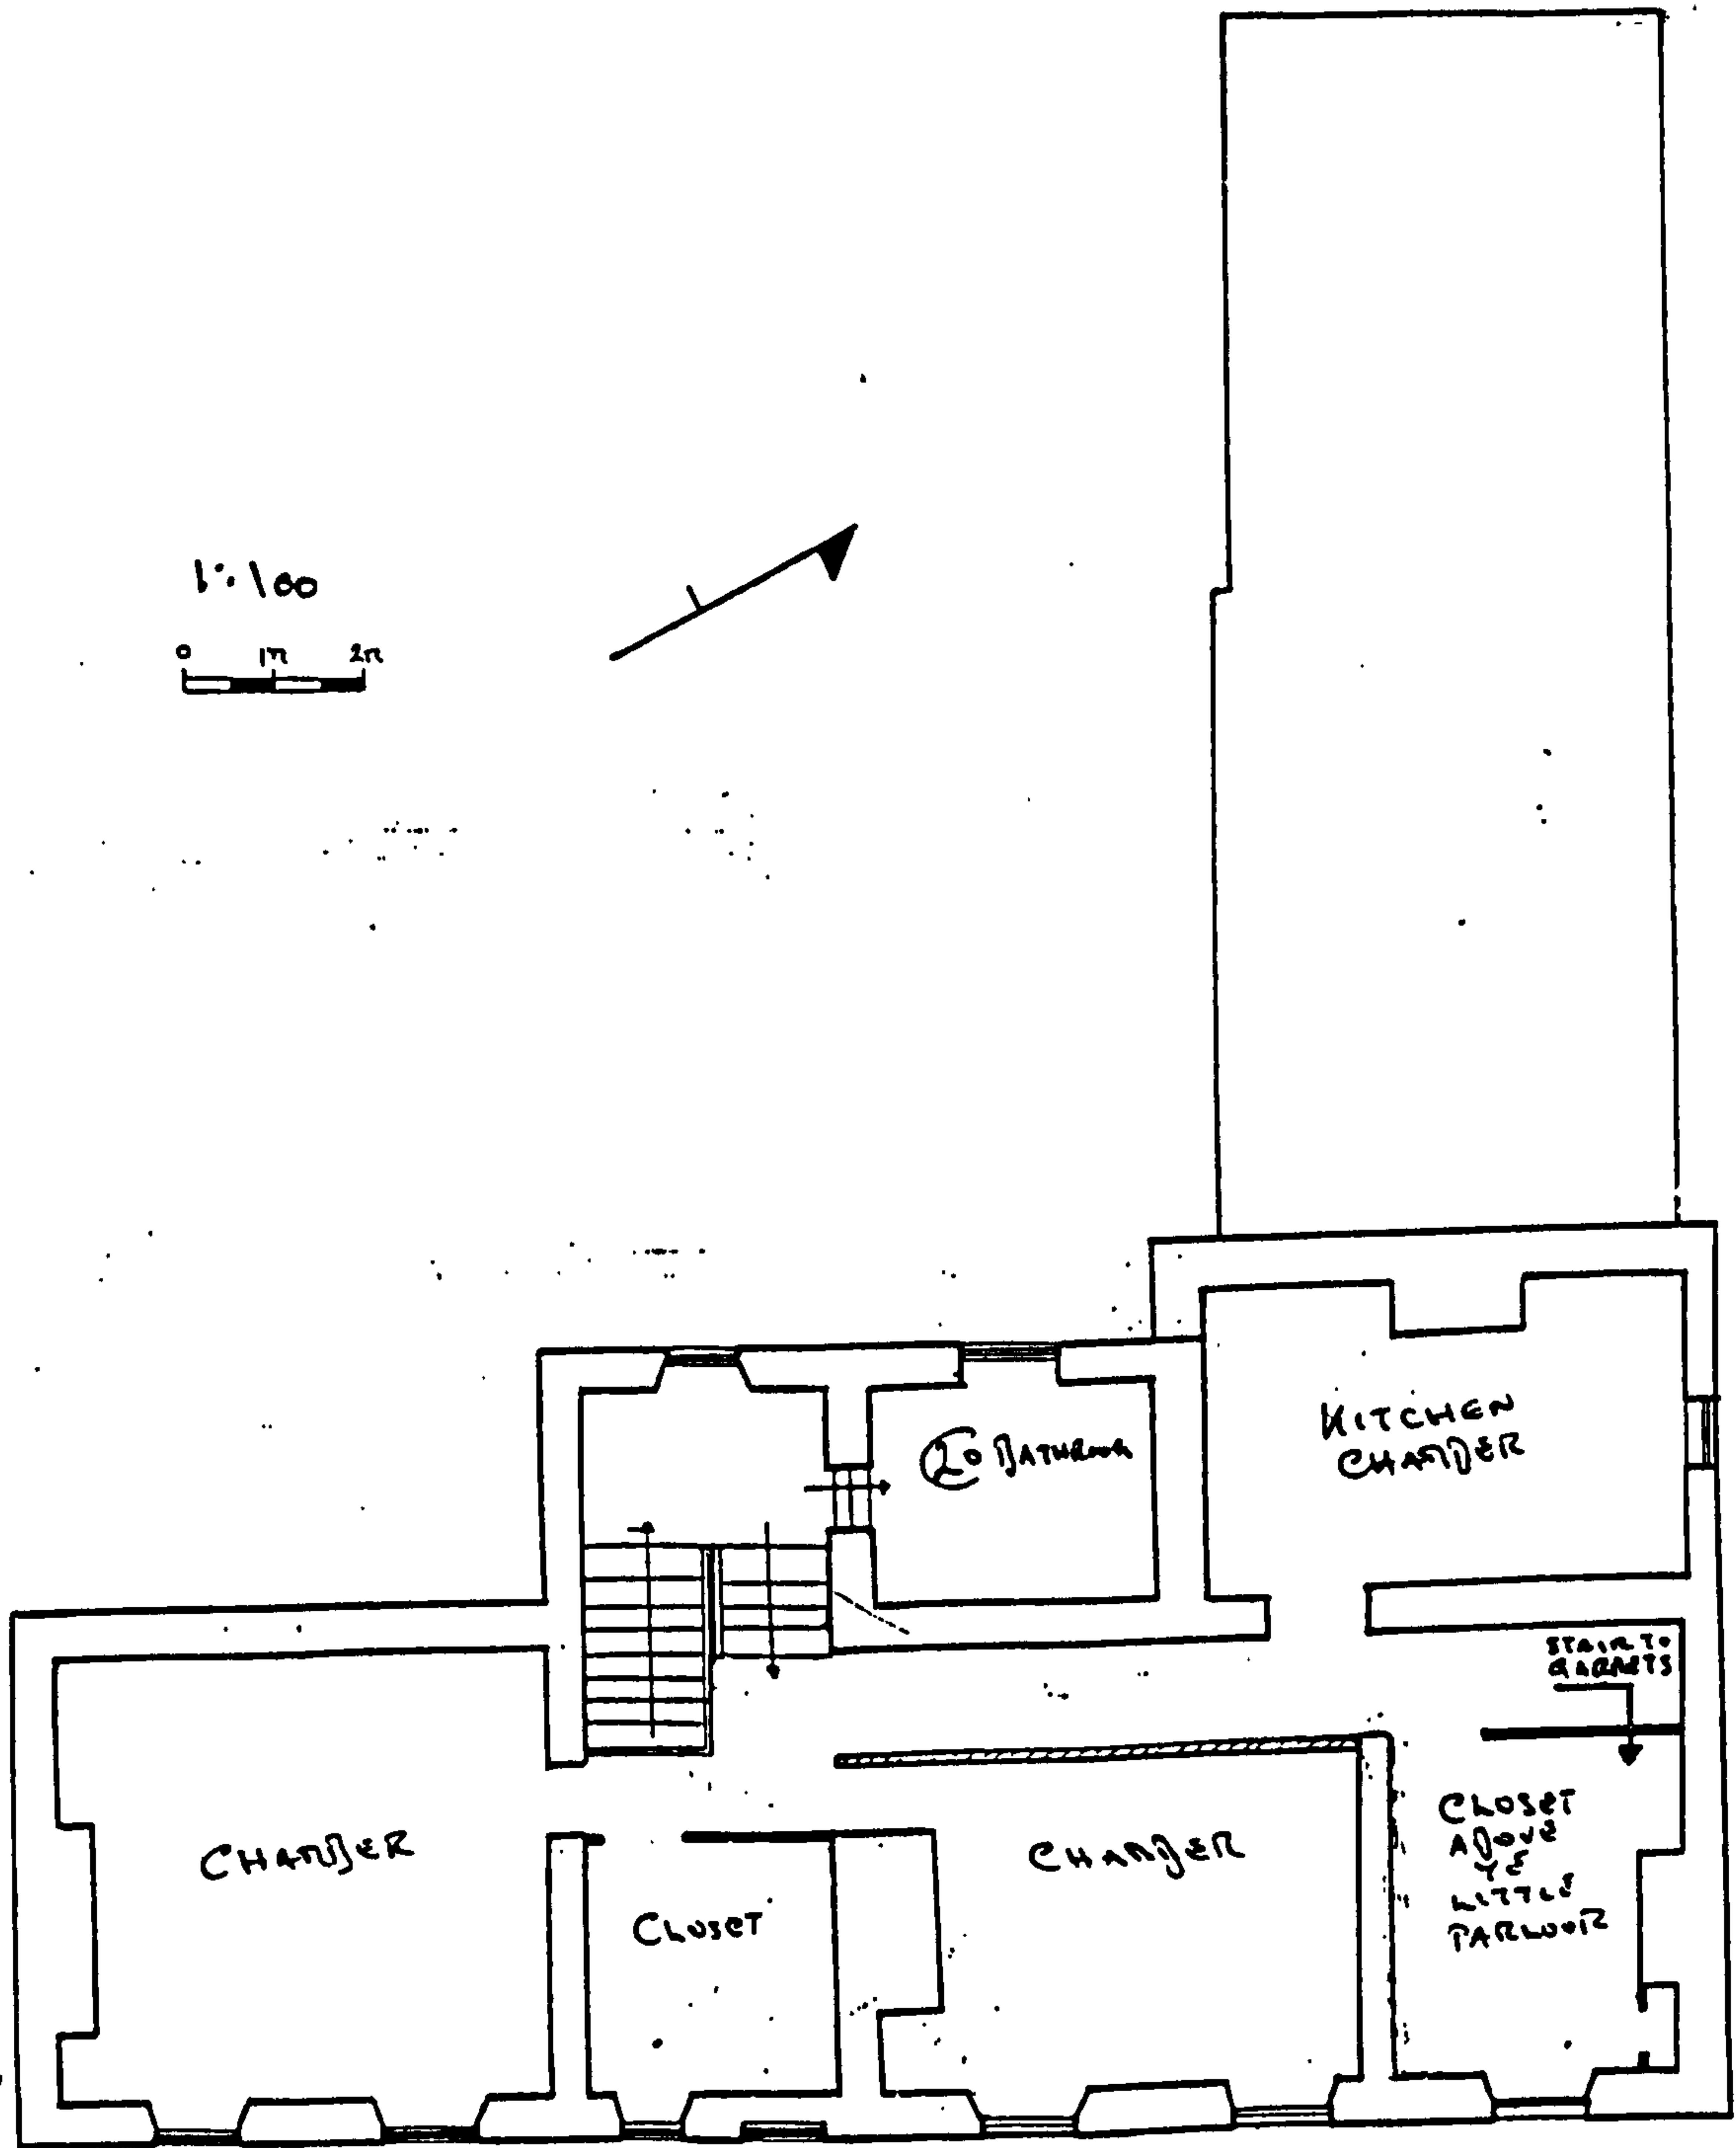 1:100
0 1m 2m
KITCHEN
CHAMBER
BATHROOM
STAIR TO
GARRETS
CHAMBER
CLOSET
CHAMBER
CLOSET
ABOVE
YE
LITTLE
PARLOUR